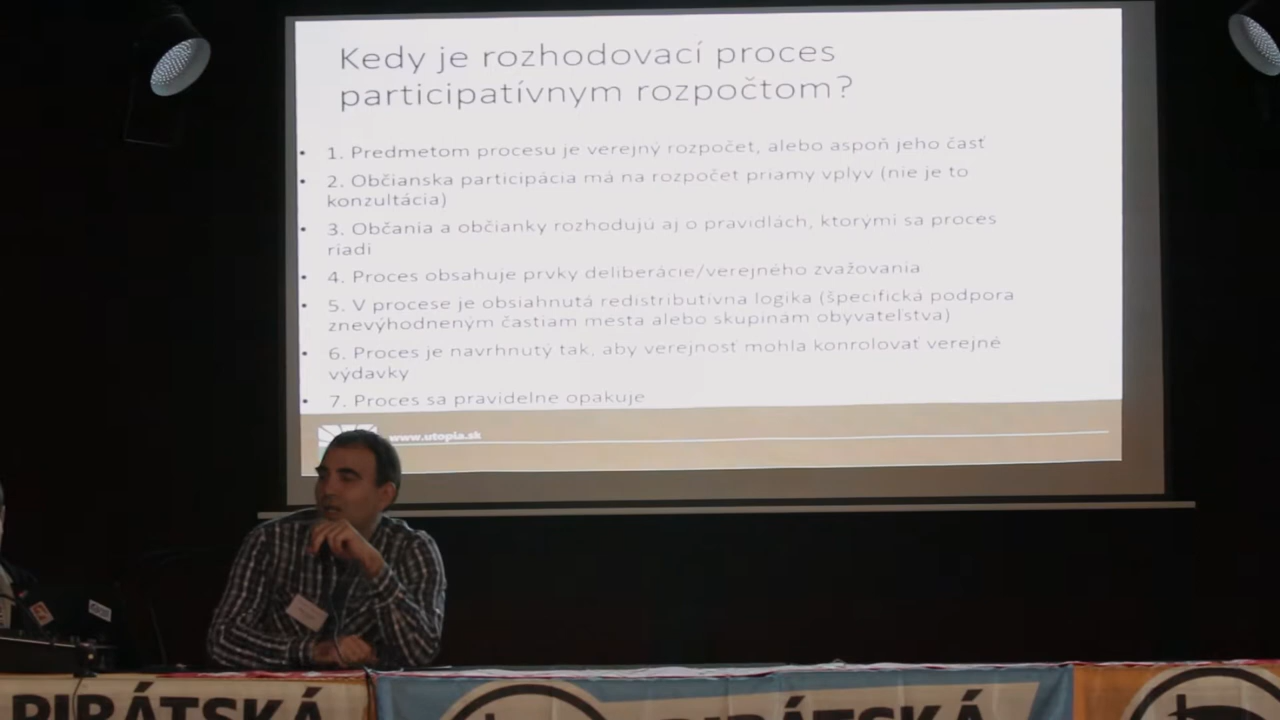 Kedy je rozhodovací proces
participatívnym rozpočtom?
• 1. Predmetom procesu je verejný rozpočet, alebo aspoň jeho časť
• 2. Občianska participácia má na rozpočet priamy vplyv (nie je to
konzultácia)
• 3. Občania a občianky rozhodujú aj o pravidlách, ktorými sa proces
riadi
• 4. Proces obsahuje prvky deliberácie/verejného zvažovania
• 5. V procese je obsiahnutá redistributívna logika (špecifická podpora
znevýhodneným častiam mesta alebo skupinám obyvateľstva)
• 6. Proces je navrhnutý tak, aby verejnosť mohla konrolovať verejné
výdavky
• 7. Proces sa pravidelne opakuje
www.utopia.sk
PIRÁTSKÁ
PIRÁTSKÁ